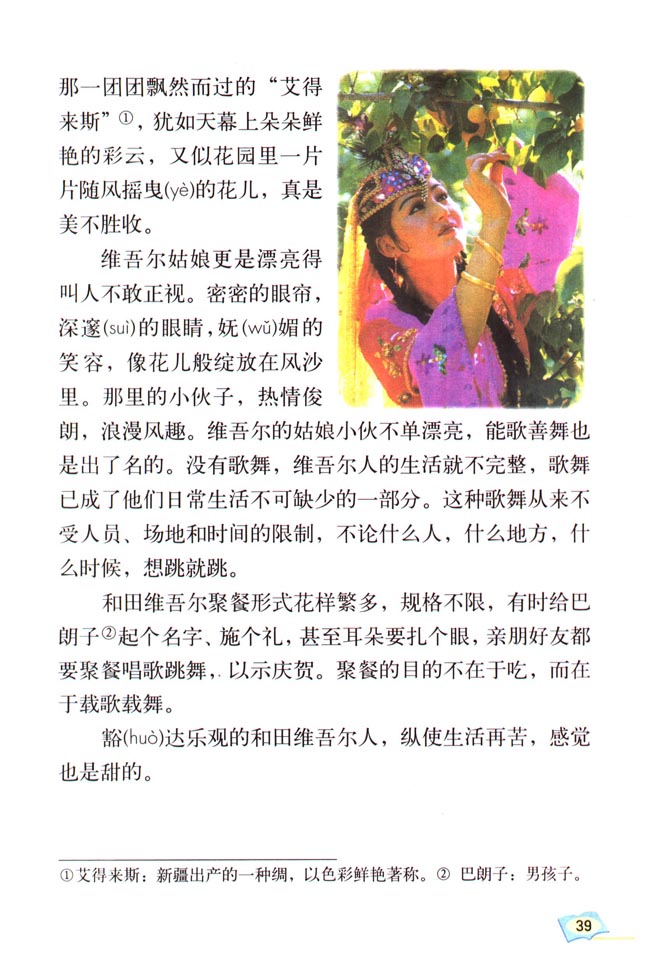 那一团团飘然而过的“艾得
来斯”①，犹如天幕上朵朵鲜
艳的彩云，又似花园里一片
片随风摇曳(yè)的花儿，真是
美不胜收。
维吾尔姑娘更是漂亮得
叫人不敢正视。密密的眼帘，
深邃(suì)的眼睛，妩(wǔ)媚的
笑容，像花儿般绽放在风沙
里。那里的小伙子，热情俊
朗，浪漫风趣。维吾尔的姑娘小伙不单漂亮，能歌善舞也
是出了名的。没有歌舞，维吾尔人的生活就不完整，歌舞
已成了他们日常生活不可缺少的一部分。这种歌舞从来不
受人员、场地和时间的限制，不论什么人，什么地方，什
么时候，想跳就跳。
和田维吾尔聚餐形式花样繁多，规格不限，有时给巴
朗子②起个名字、施个礼，甚至耳朵要扎个眼，亲朋好友都
要聚餐唱歌跳舞，以示庆贺。聚餐的目的不在于吃，而在
于载歌载舞。
豁(huò)达乐观的和田维吾尔人，纵使生活再苦，感觉
也是甜的。
①艾得来斯：新疆出产的一种绸，以色彩鲜艳著称。② 巴朗子：男孩子。
39